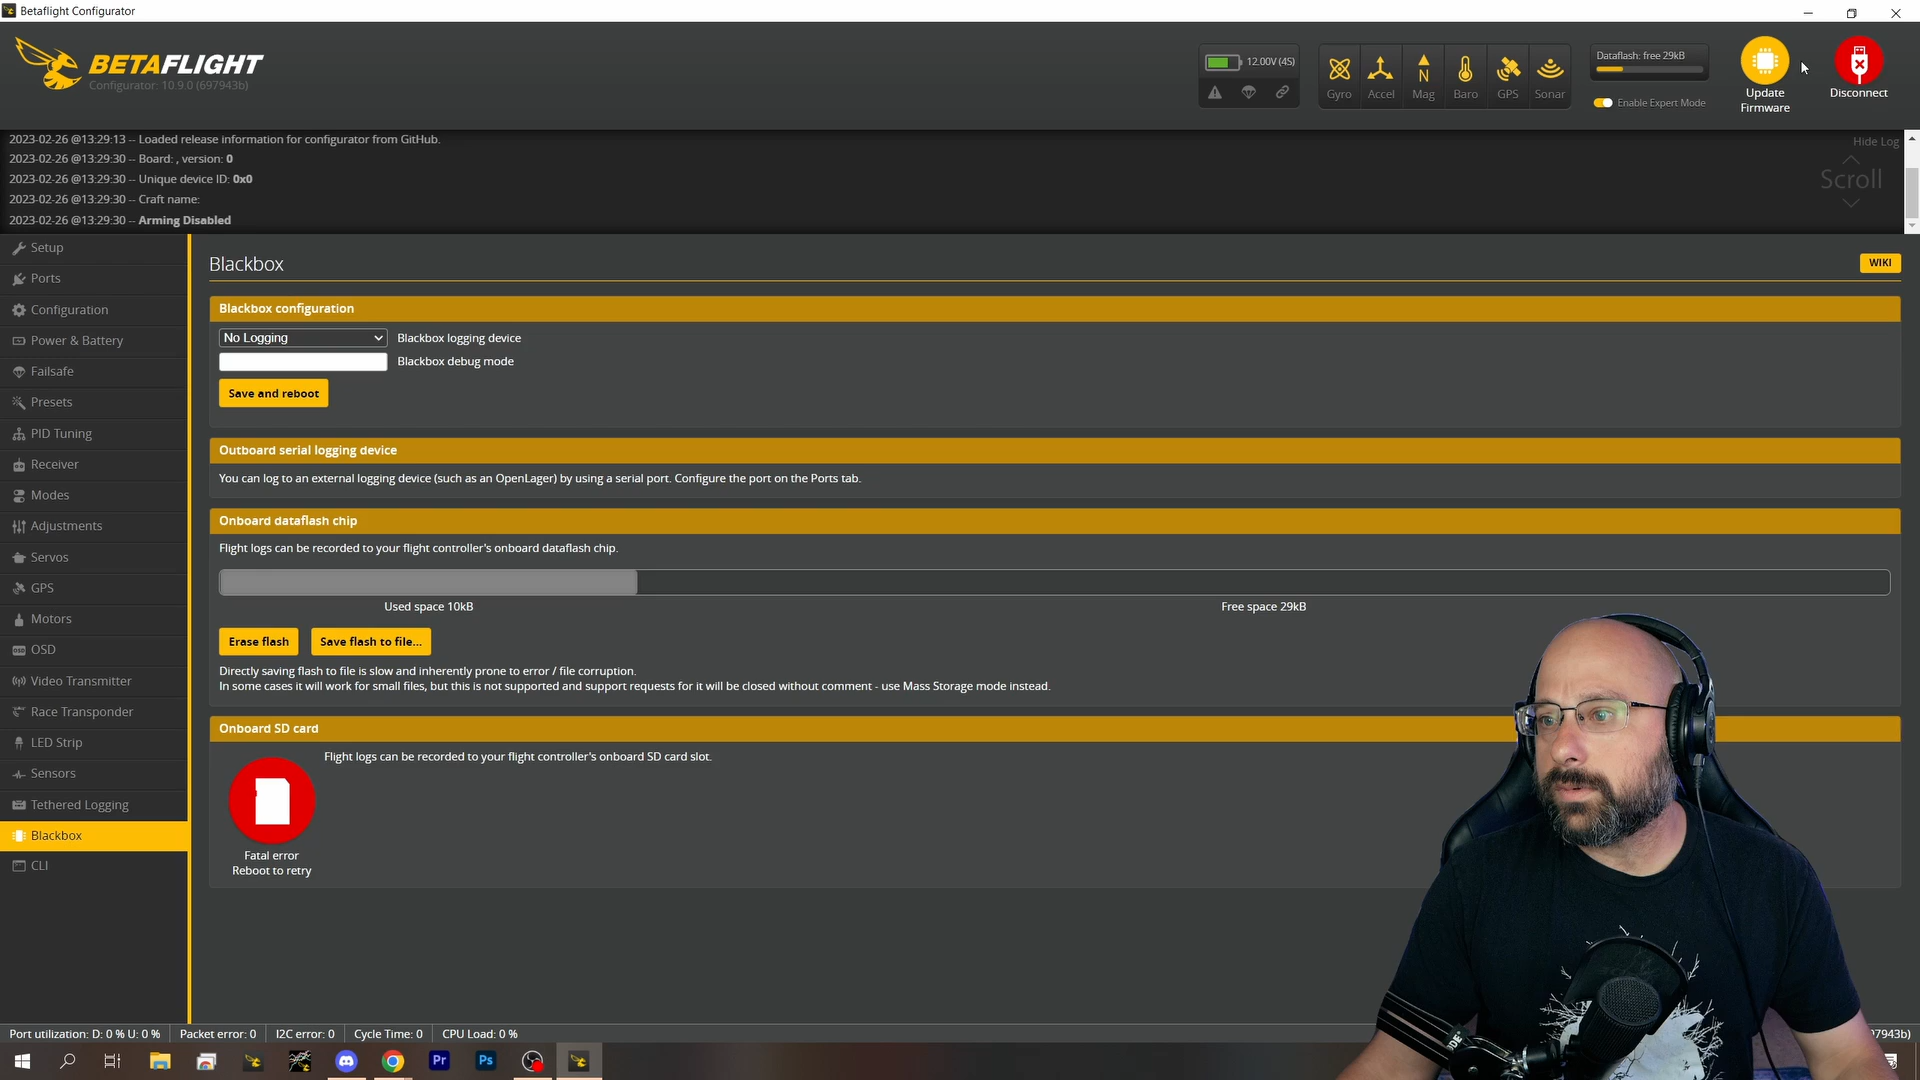 Betaflight Configurator
BETAFLIGHT
Configurator: 10.9.0 (697943b)
12.00V (4S)
Gyro
Accel
Mag
Baro
GPS
Sonar
Dataflash: free 29kB
Enable Expert Mode
Update
Firmware
Disconnect
2023-02-26 @13:29:13 -- Loaded release information for configurator from GitHub.
2023-02-26 @13:29:30 -- Board: , version: 0
2023-02-26 @13:29:30 -- Unique device ID: 0x0
2023-02-26 @13:29:30 -- Craft name:
2023-02-26 @13:29:30 -- Arming Disabled
Hide Log
Scroll
Setup
Ports
Configuration
Power & Battery
Failsafe
Presets
PID Tuning
Receiver
Modes
Adjustments
Servos
GPS
Motors
OSD
Video Transmitter
Race Transponder
LED Strip
Sensors
Tethered Logging
Blackbox
CLI
Blackbox
WIKI
Blackbox configuration
No Logging
Blackbox logging device
Blackbox debug mode
Save and reboot
Outboard serial logging device
You can log to an external logging device (such as an OpenLager) by using a serial port. Configure the port on the Ports tab.
Onboard dataflash chip
Flight logs can be recorded to your flight controller's onboard dataflash chip.
Used space 10kB
Free space 29kB
Erase flash
Save flash to file...
Directly saving flash to file is slow and inherently prone to error / file corruption.
In some cases it will work for small files, but this is not supported and support requests for it will be closed without comment - use Mass Storage mode instead.
Onboard SD card
Flight logs can be recorded to your flight controller's onboard SD card slot.
Fatal error
Reboot to retry
Port utilization: D: 0 % U: 0 %
Packet error: 0
I2C error: 0
Cycle Time: 0
CPU Load: 0 %
97943b)
Pr
Ps